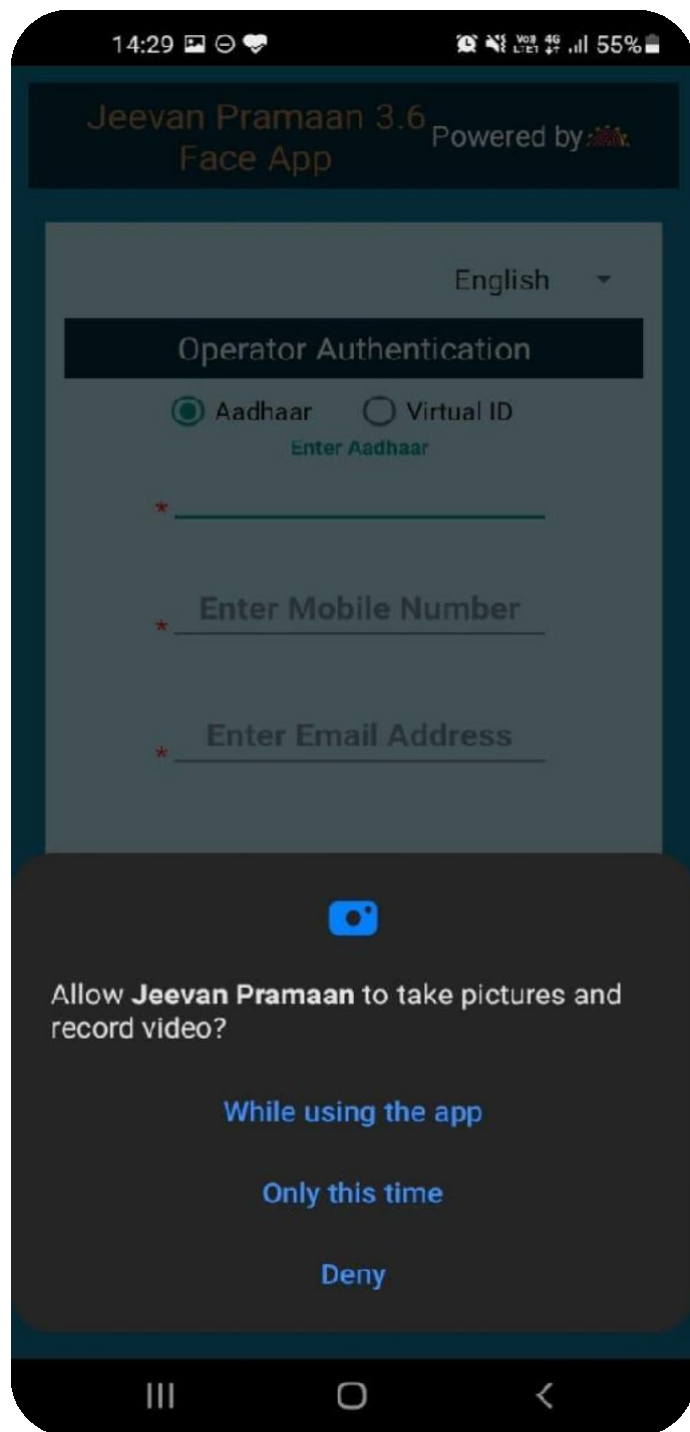 14:29 55%
Jeevan Pramaan 3.6
Face App
Powered by
English
Operator Authentication
Aadhaar Virtual ID
Enter Aadhaar
*
* Enter Mobile Number
* Enter Email Address
Allow Jeevan Pramaan to take pictures and
record video?
While using the app
Only this time
Deny